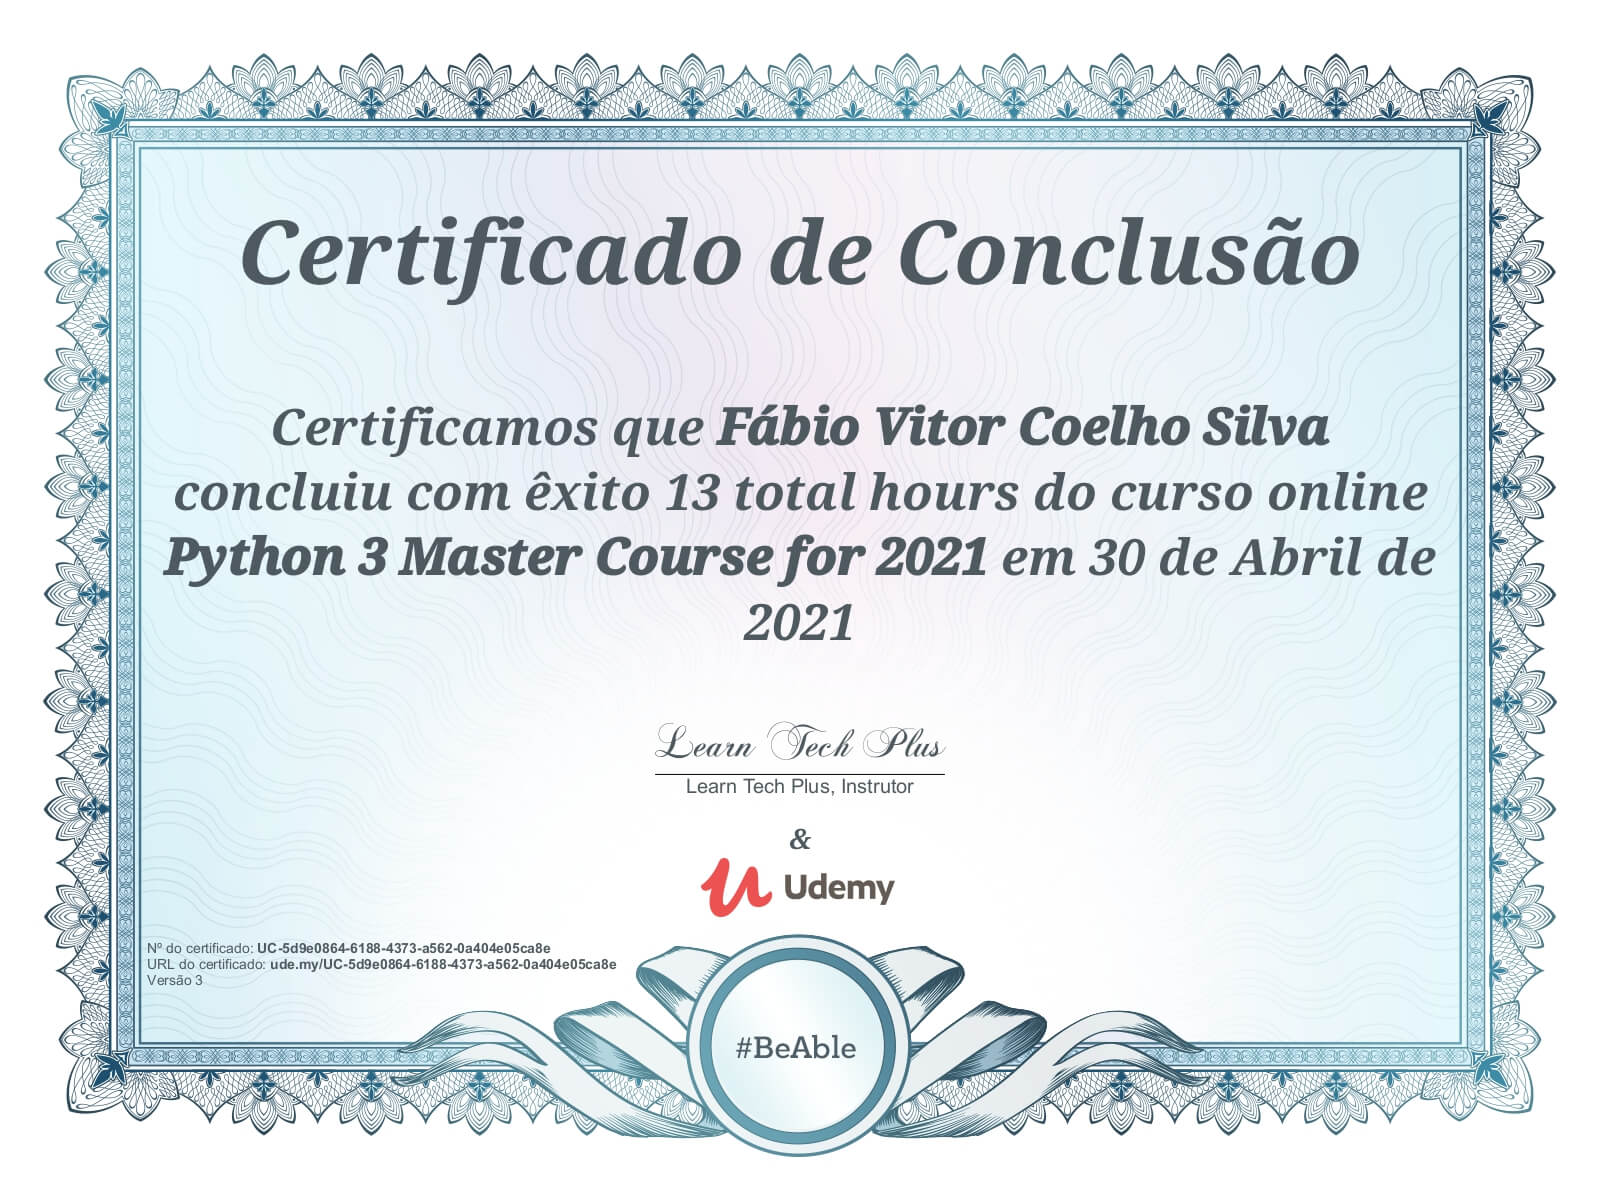 Certificado de Conclusão
Certificamos que Fábio Vitor Coelho Silva
concluiu com êxito 13 total hours do curso online
Python 3 Master Course for 2021 em 30 de Abril de
2021
Learn Tech Plus
Learn Tech Plus, Instrutor
&
Udemy
Nº do certificado: UC-5d9e0864-6188-4373-a562-0a404e05ca8e
URL do certificado: ude.my/UC-5d9e0864-6188-4373-a562-0a404e05ca8e
Versão 3
#BeAble